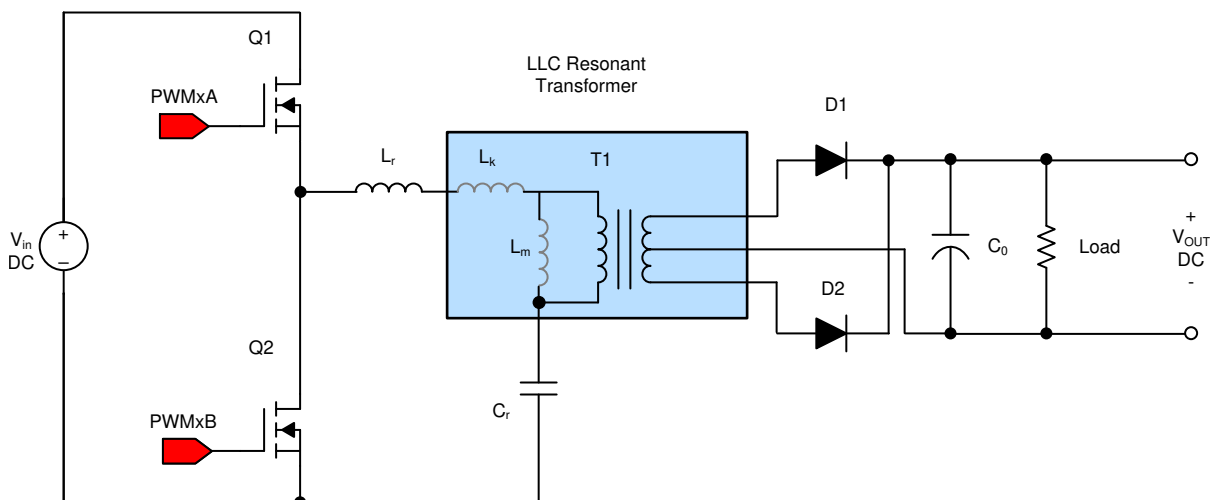 Q1
LLC Resonant
Transformer
PWMxA
D1
Lr
Lk
T1
Vin
DC
+
–
Lm
C0
Load
+
VOUT
DC
-
D2
Q2
Cr
PWMxB